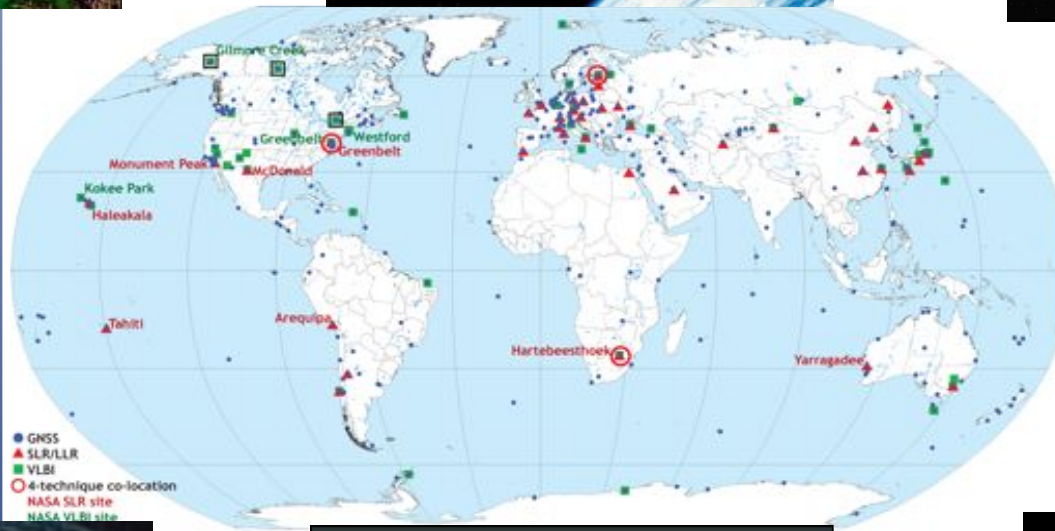 Gilmore Creek
Greenbelt
Westford
Greenbelt
Monument Peak
McDonald
Kokee Park
Haleakala
Tahiti
Arequipa
Hartebeesthoek
Yarragadee
GNSS
SLR/LLR
VLBI
4-technique co-location
NASA SLR site
NASA VLBI site